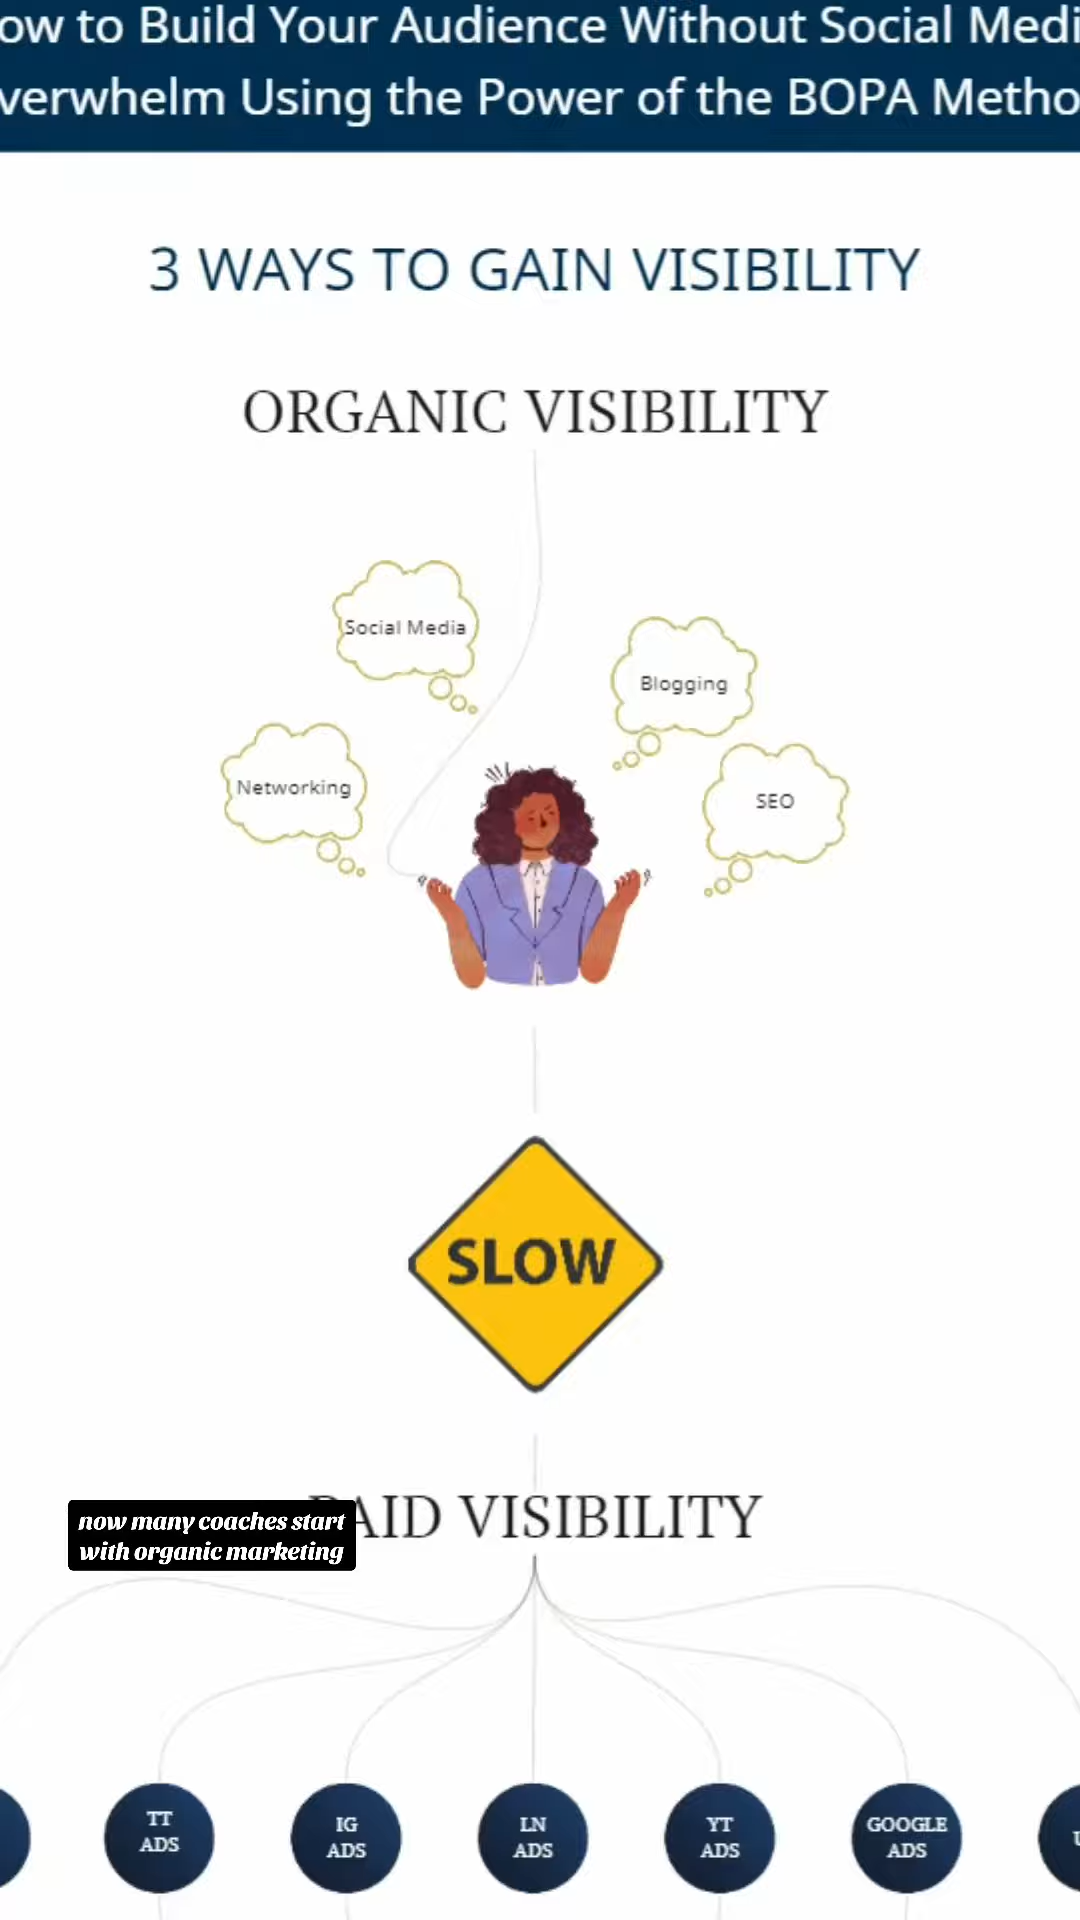 ow to Build Your Audience Without Social Medi
verwhelm Using the Power of the BOPA Metho
3 WAYS TO GAIN VISIBILITY
ORGANIC VISIBILITY
Social Media
Blogging
Networking
SEO
SLOW
PAID VISIBILITY
now many coaches start
with organic marketing
TT
ADS
IG
ADS
LN
ADS
YT
ADS
GOOGLE
ADS